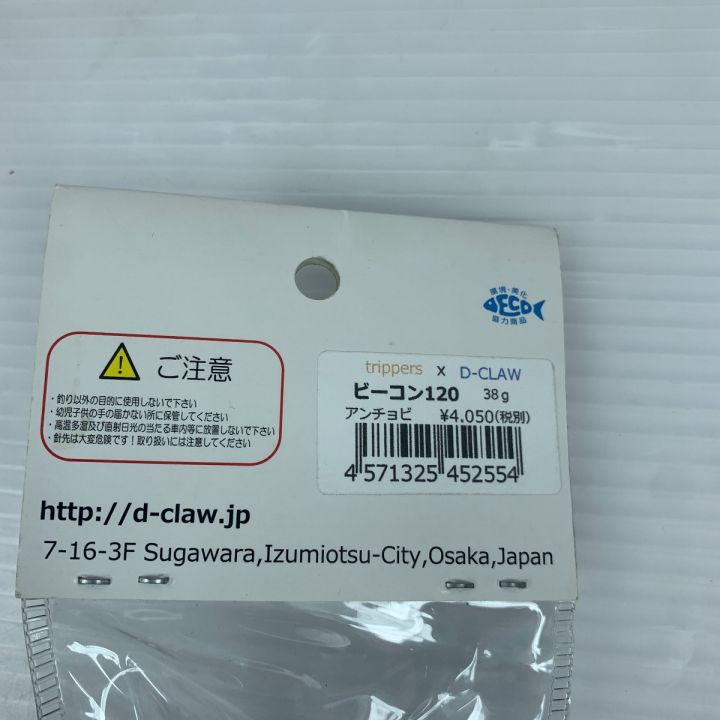 環境・美化
ECO
協力商品
ご注意
・釣り以外の目的に使用しないで下さい
・幼児子供の手の届かない所に保管してください
・高温多湿及び直射日光の当たる車内等に放置しないで下さい
・針先は大変危険です！取り扱いには注意してください
trippers x D-CLAW
ビーコン120 38g
アンチョビ ¥4,050(税別)
4 571325 452554
http://d-claw.jp
7-16-3F Sugawara,Izumiotsu-City,Osaka,Japan